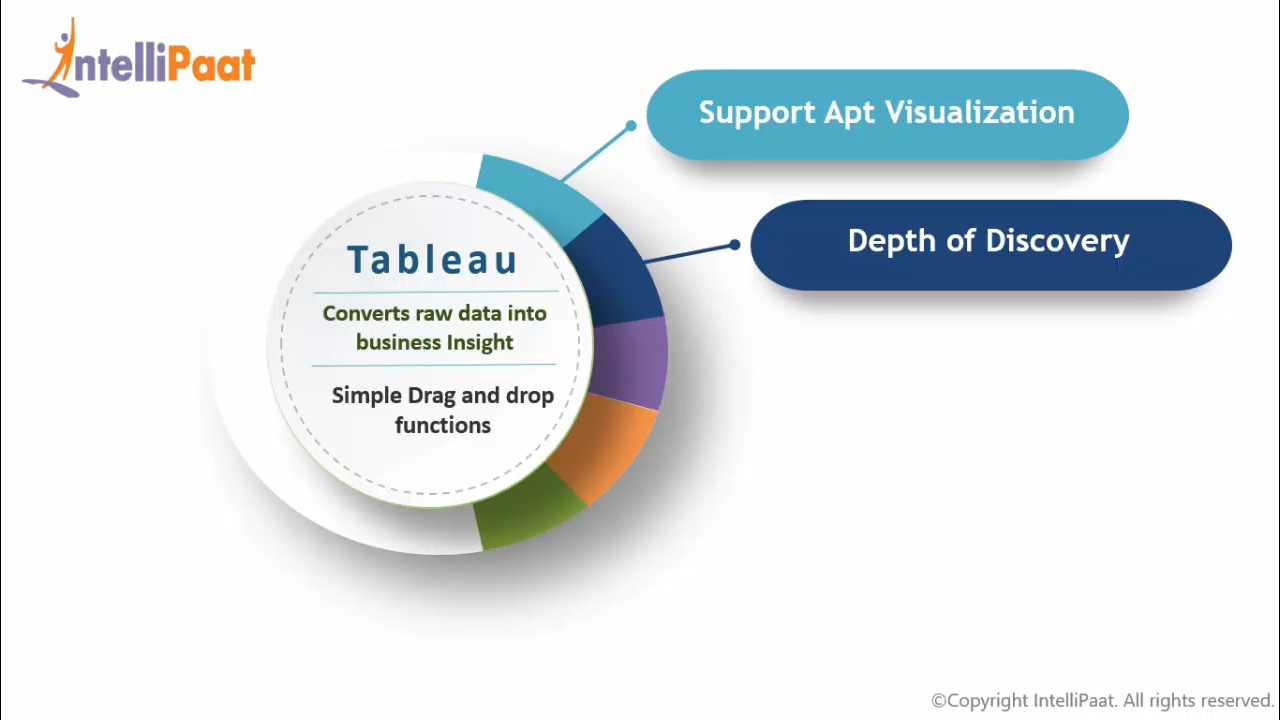 IntelliPaat
Support Apt Visualization
Depth of Discovery
Tableau
Converts raw data into
business Insight
Simple Drag and drop
functions
©Copyright IntelliPaat. All rights reserved.